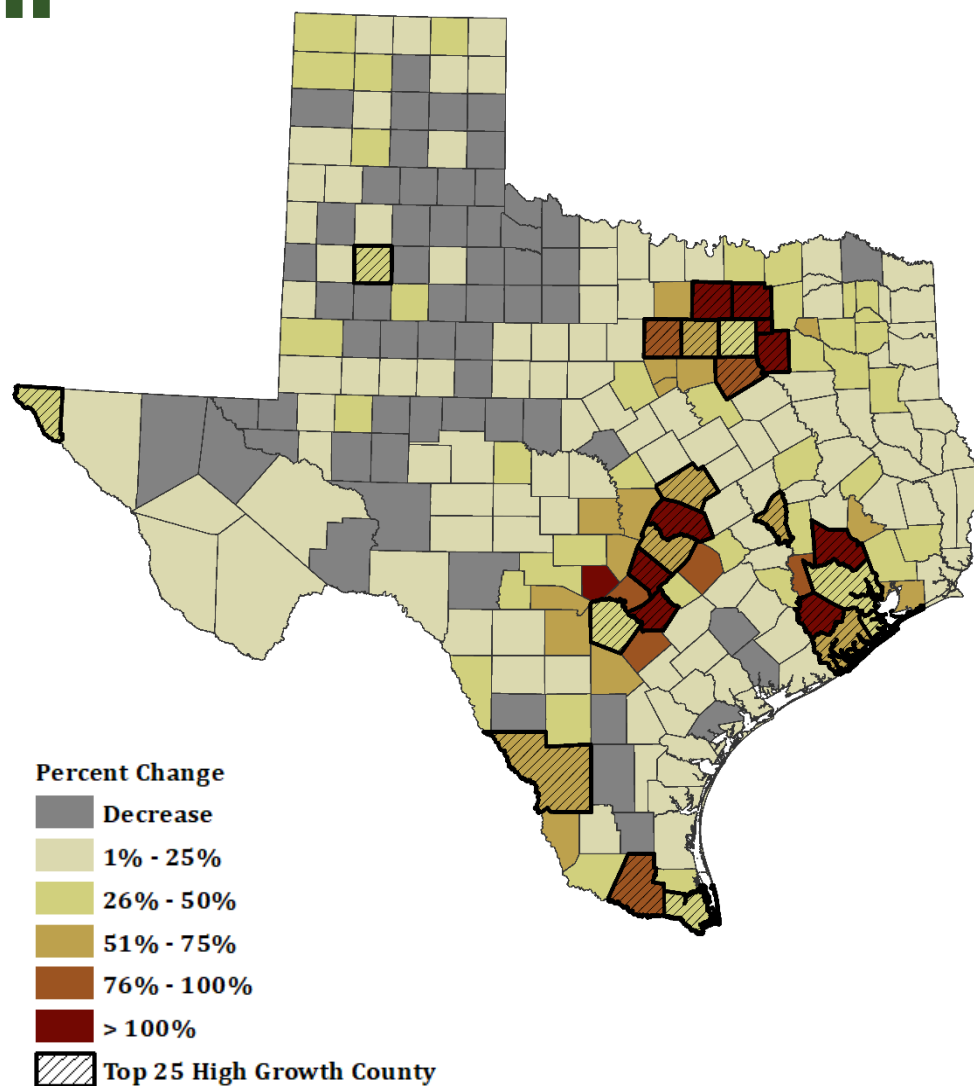 Percent Change
Decrease
1% - 25%
26% - 50%
51% - 75%
76% - 100%
> 100%
Top 25 High Growth County